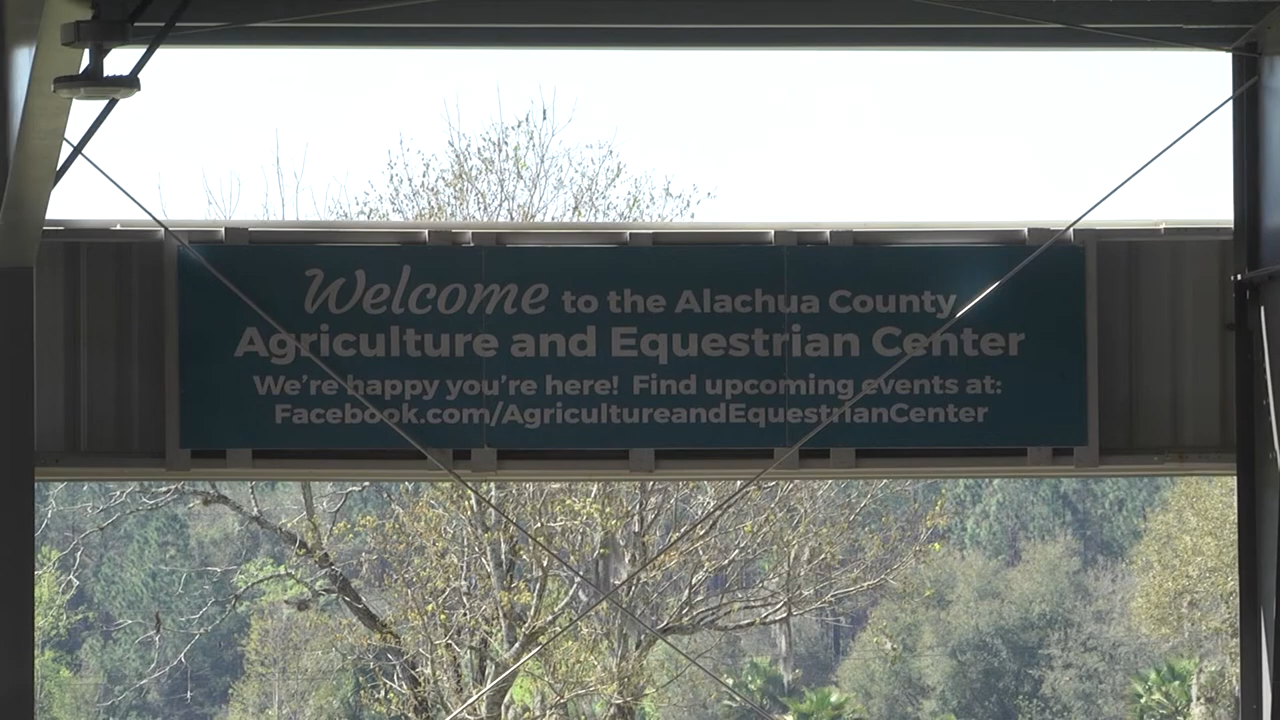 Welcome to the Alachua County
Agriculture and Equestrian Center
We're happy you're here! Find upcoming events at:
Facebook.com/AgricultureandEquestrianCenter